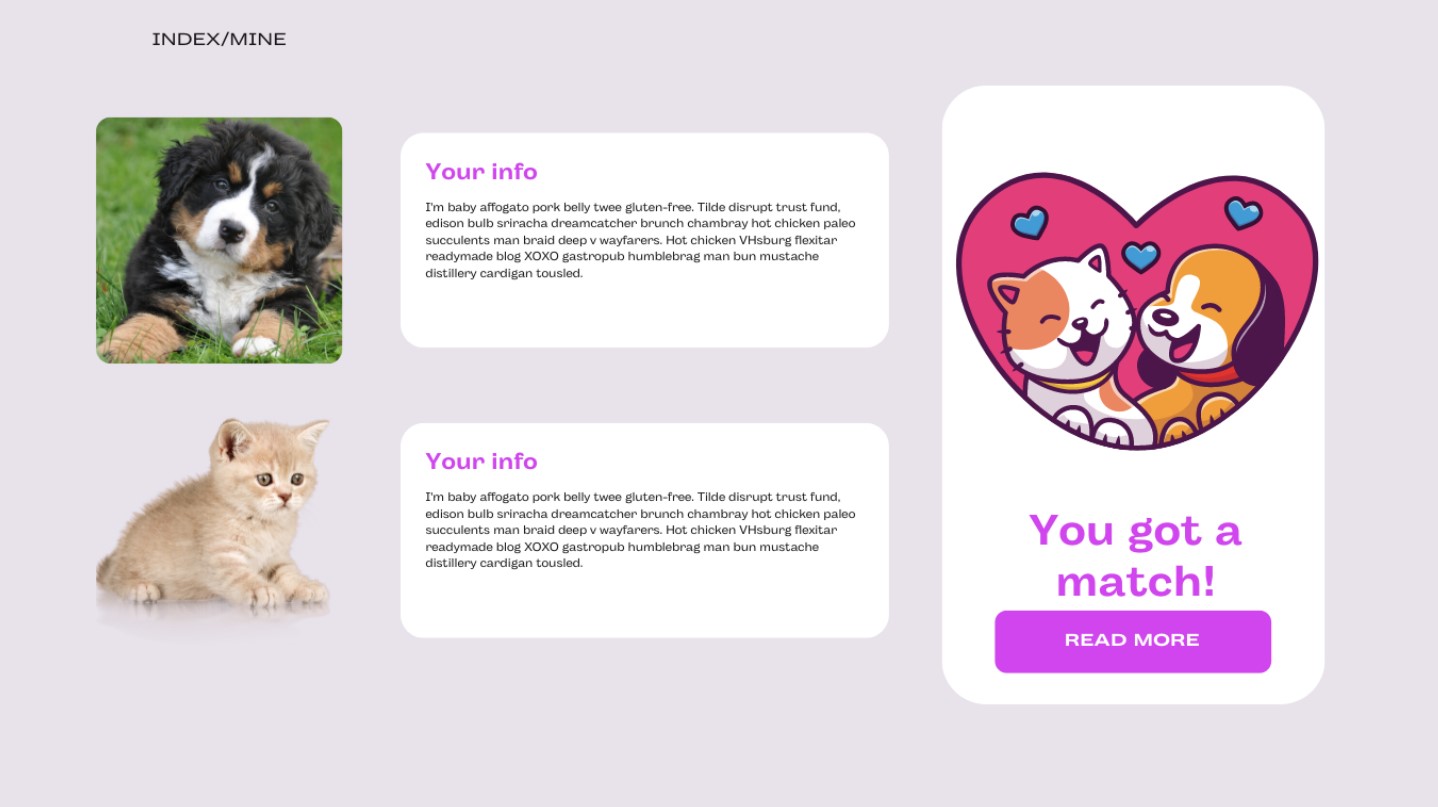 INDEX/MINE
Your info
I'm baby affogato pork belly twee gluten-free. Tilde disrupt trust fund,
edison bulb sriracha dreamcatcher brunch chambray hot chicken paleo
succulents man braid deep v wayfarers. Hot chicken VHsburg flexitar
readymade blog XOXO gastropub humblebrag man bun mustache
distillery cardigan tousled.
Your info
I'm baby affogato pork belly twee gluten-free. Tilde disrupt trust fund,
edison bulb sriracha dreamcatcher brunch chambray hot chicken paleo
succulents man braid deep v wayfarers. Hot chicken VHsburg flexitar
readymade blog XOXO gastropub humblebrag man bun mustache
distillery cardigan tousled.
You got a
match!
READ MORE